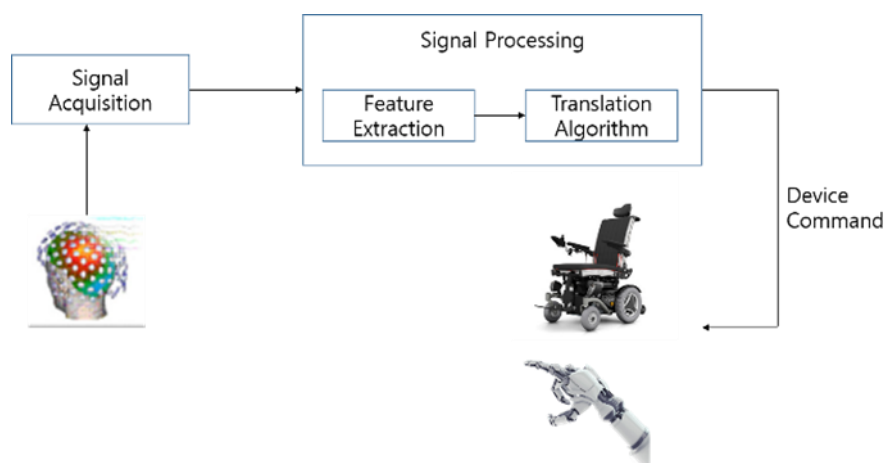 Signal Processing
Signal
Acquisition
Feature
Extraction
Translation
Algorithm
Device
Command